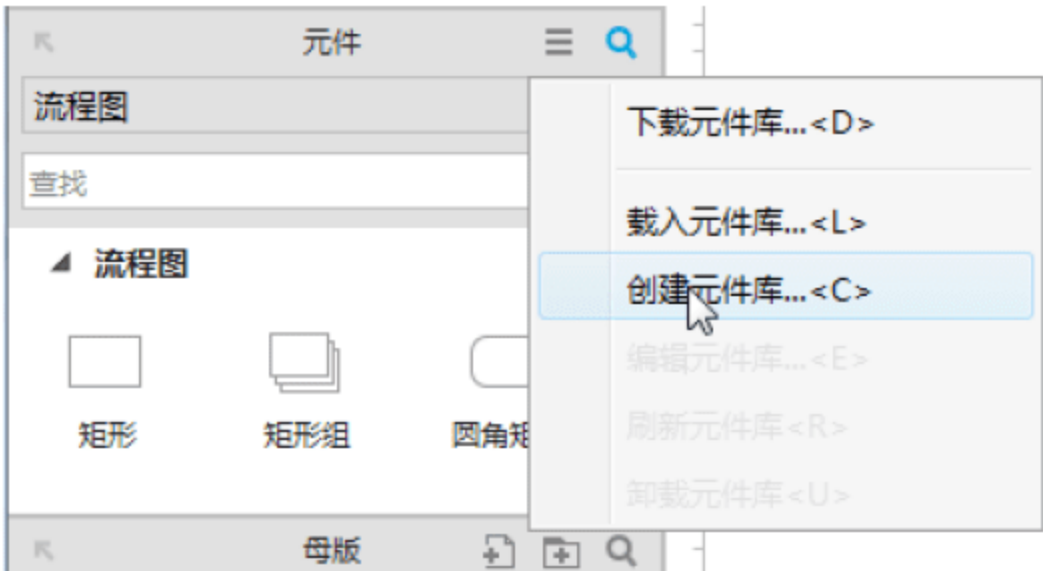 元件
流程图
查找
流程图
矩形
矩形组
圆角矩
母版
下载元件库...<D>
载入元件库...<L>
创建元件库...<C>
编辑元件库...<E>
刷新元件库<R>
卸载元件库<U>